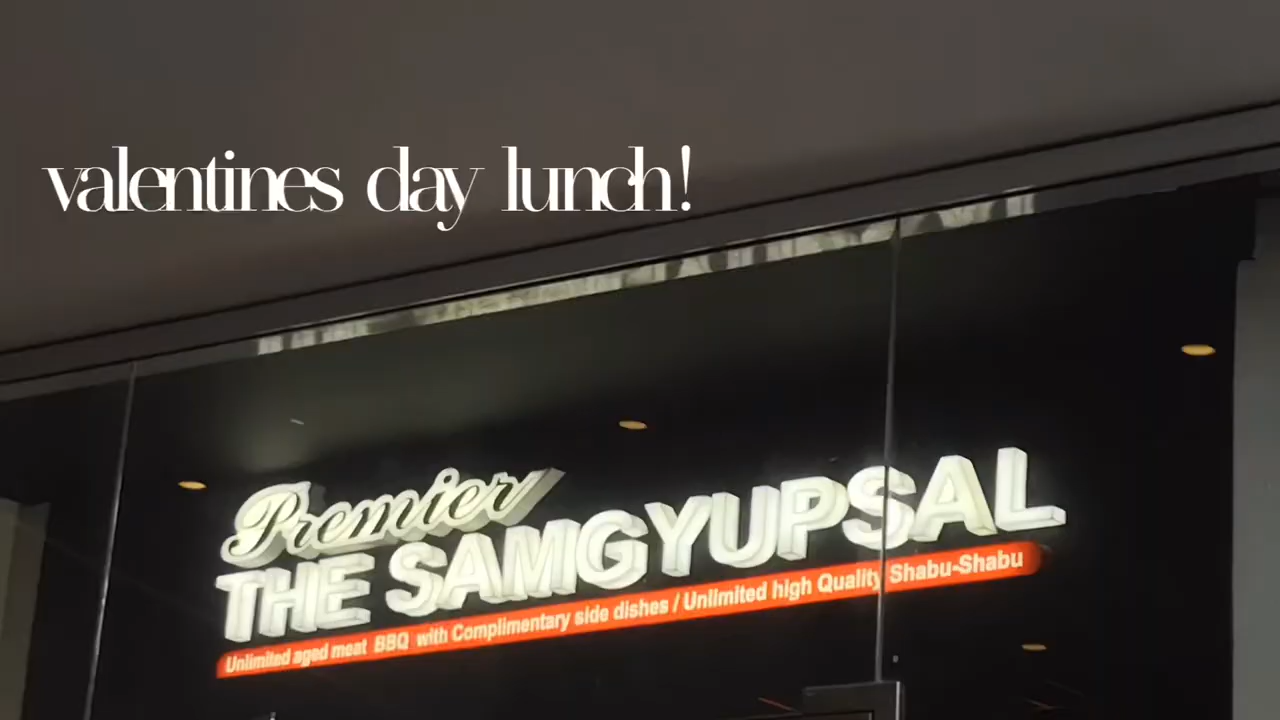 valentines day lunch!
Premier
THE SAMGYUPSAL
Unlimited aged meat BBQ with Complimentary side dishes / Unlimited high Quality Shabu-Shabu